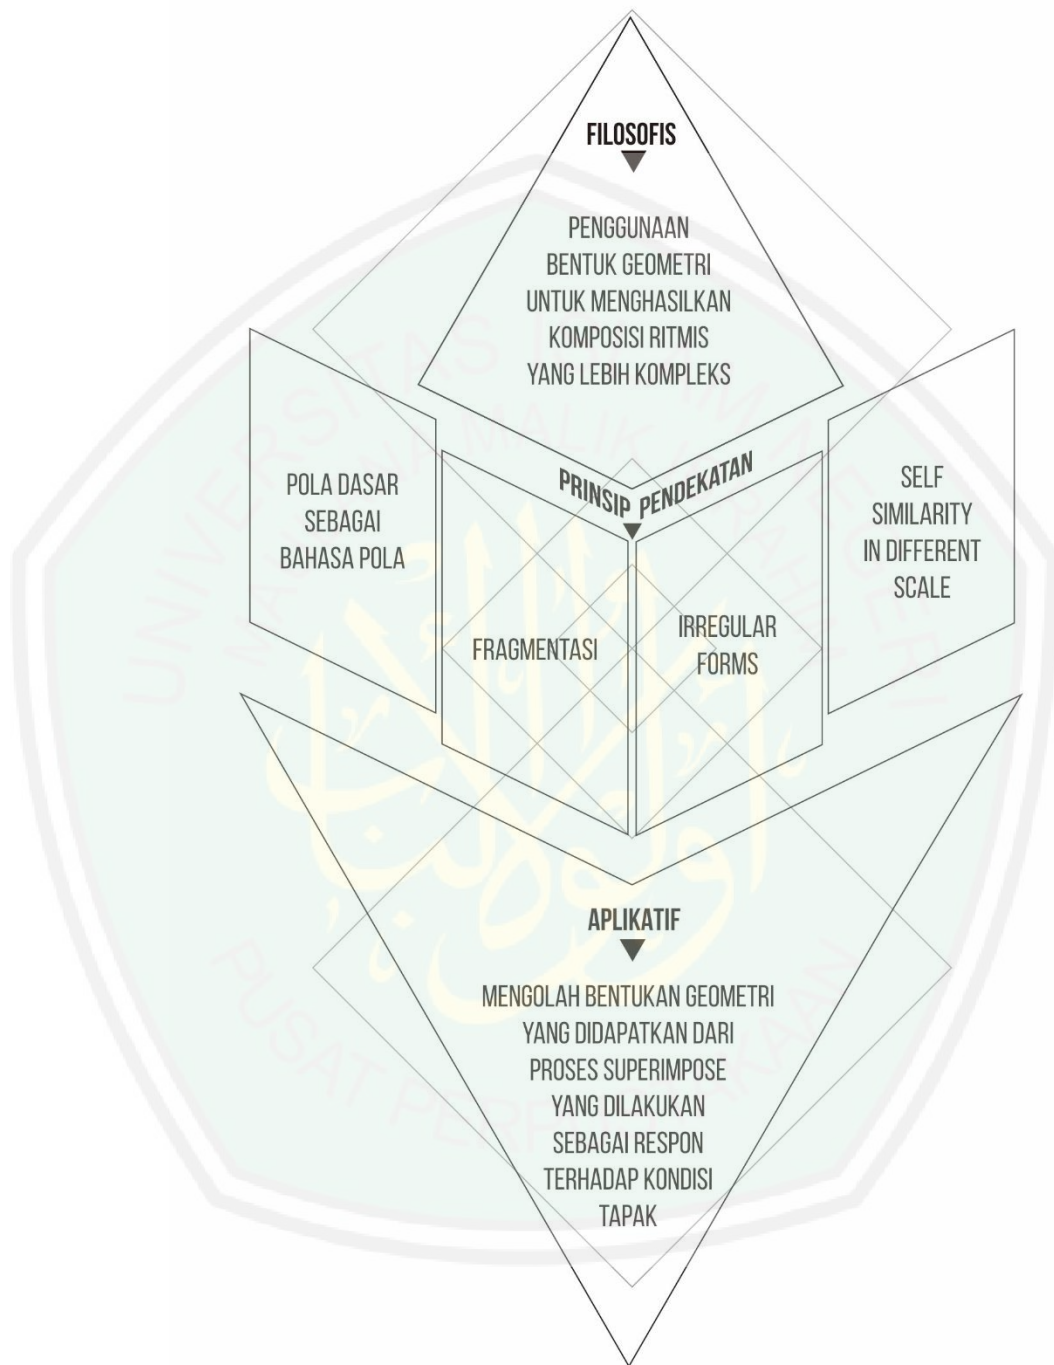 FILOSOFIS
PENGGUNAAN
BENTUK GEOMETRI
UNTUK MENGHASILKAN
KOMPOSISI RITMIS
YANG LEBIH KOMPLEKS
PRINSIP PENDEKATAN
POLA DASAR
SEBAGAI
BAHASA POLA
FRAGMENTASI
IRREGULAR
FORMS
SELF
SIMILARITY
IN DIFFERENT
SCALE
APLIKATIF
MENGOLAH BENTUKAN GEOMETRI
YANG DIDAPATKAN DARI
PROSES SUPERIMPOSE
YANG DILAKUKAN
SEBAGAI RESPON
TERHADAP KONDISI
TAPAK